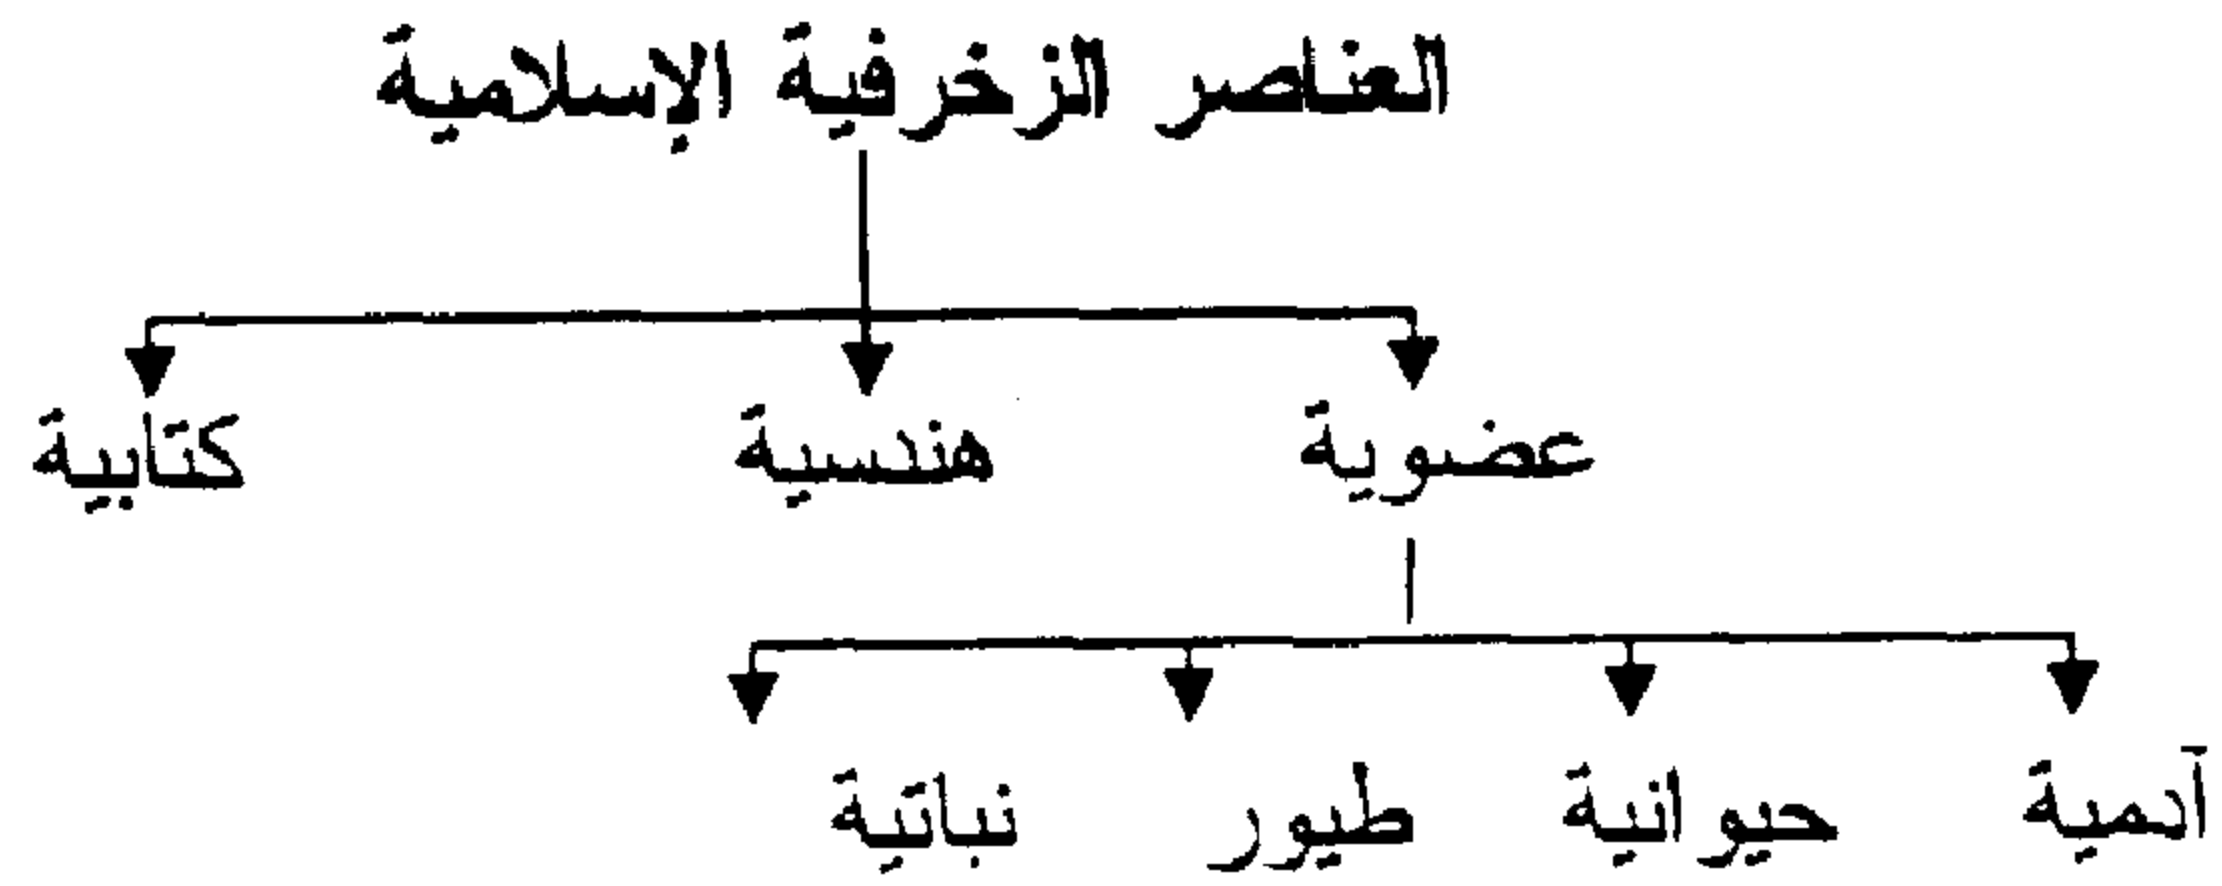 العناصر الزخرفية الإسلامية
عضوية هندسية كتابية
آدمية حيوانية طيور نباتية